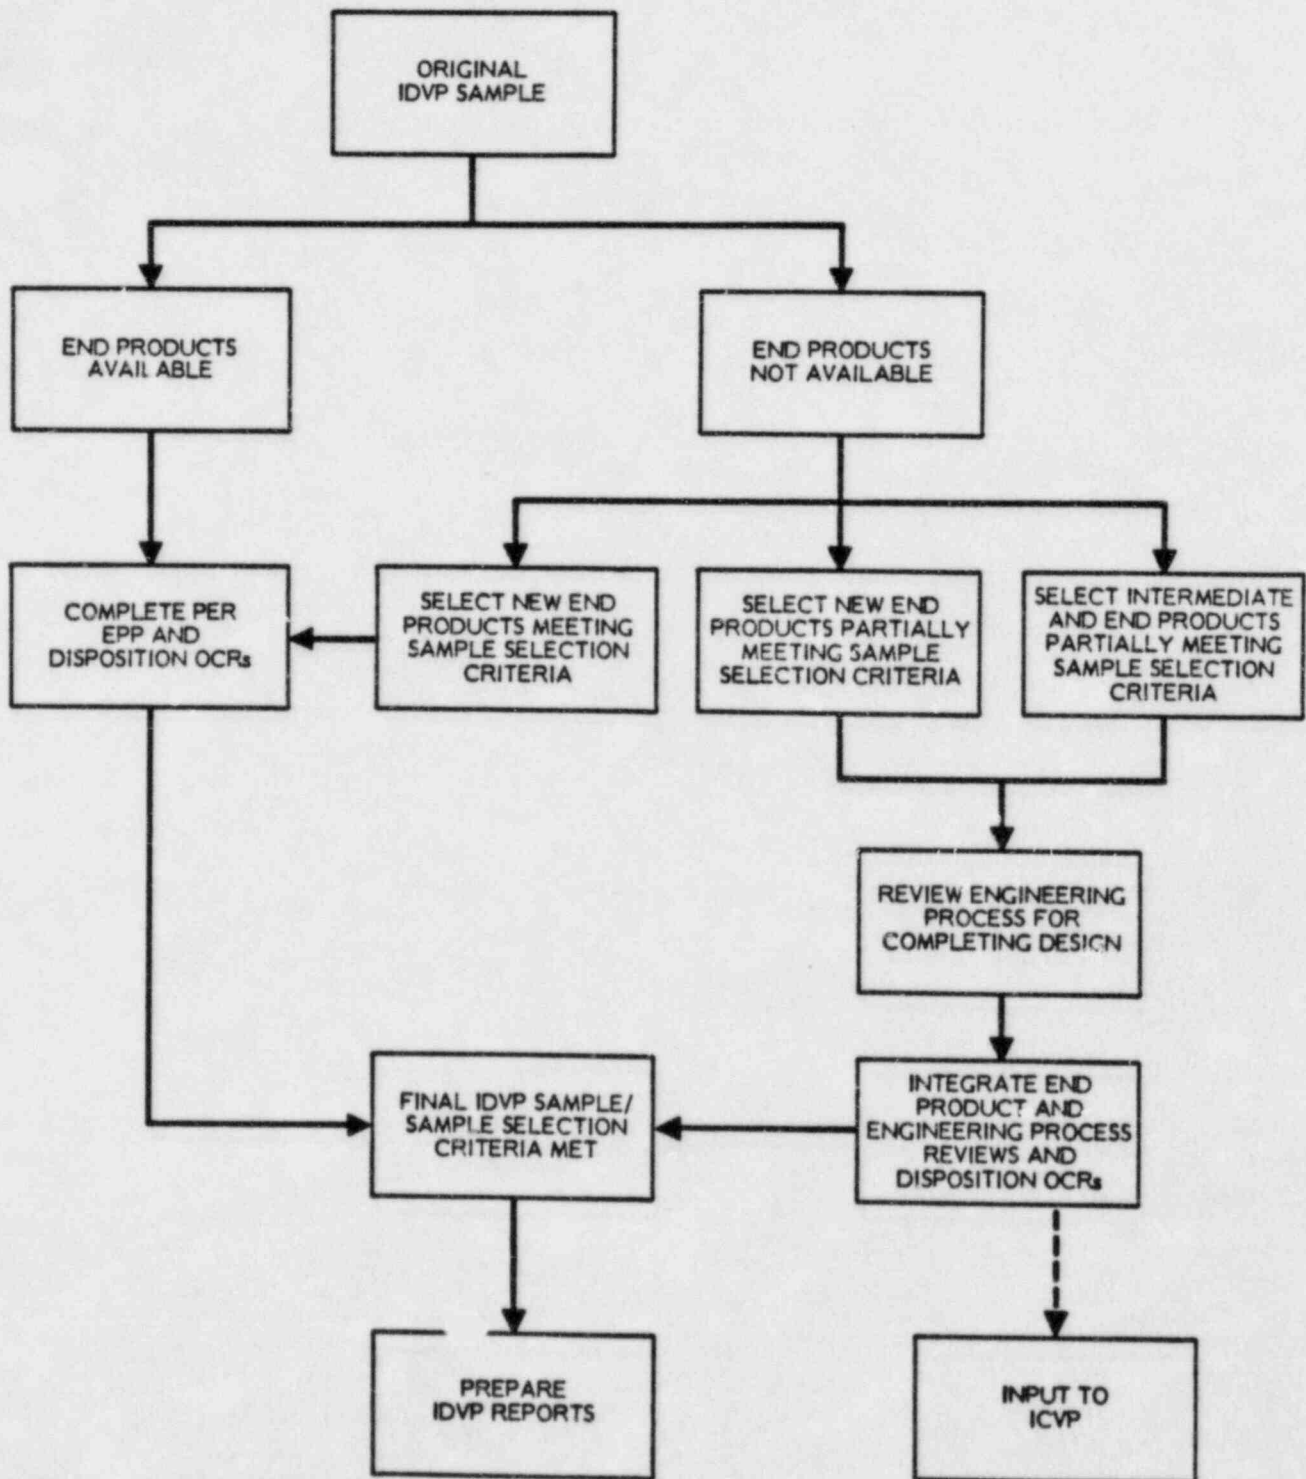 ORIGINAL
IDVP SAMPLE
END PRODUCTS
AVAILABLE
END PRODUCTS
NOT AVAILABLE
COMPLETE PER
EPP AND
DISPOSITION OCRs
SELECT NEW END
PRODUCTS MEETING
SAMPLE SELECTION
CRITERIA
SELECT NEW END
PRODUCTS PARTIALLY
MEETING SAMPLE
SELECTION CRITERIA
SELECT INTERMEDIATE
AND END PRODUCTS
PARTIALLY MEETING
SAMPLE SELECTION
CRITERIA
REVIEW ENGINEERING
PROCESS FOR
COMPLETING DESIGN
FINAL IDVP SAMPLE/
SAMPLE SELECTION
CRITERIA MET
INTEGRATE END
PRODUCT AND
ENGINEERING PROCESS
REVIEWS AND
DISPOSITION OCRs
PREPARE
IDVP REPORTS
INPUT TO
ICVP